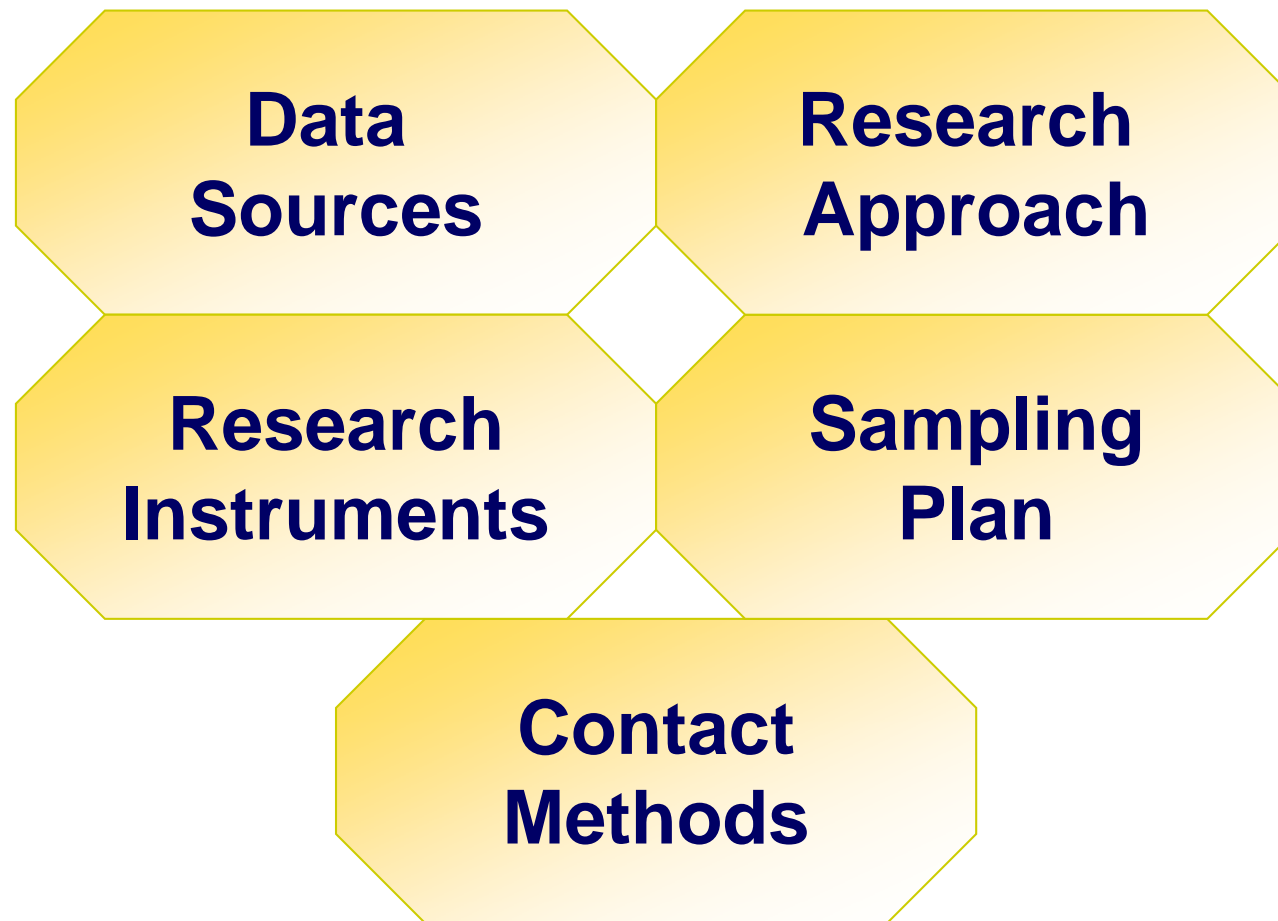 Data
Sources
Research
Approach
Research
Instruments
Sampling
Plan
Contact
Methods